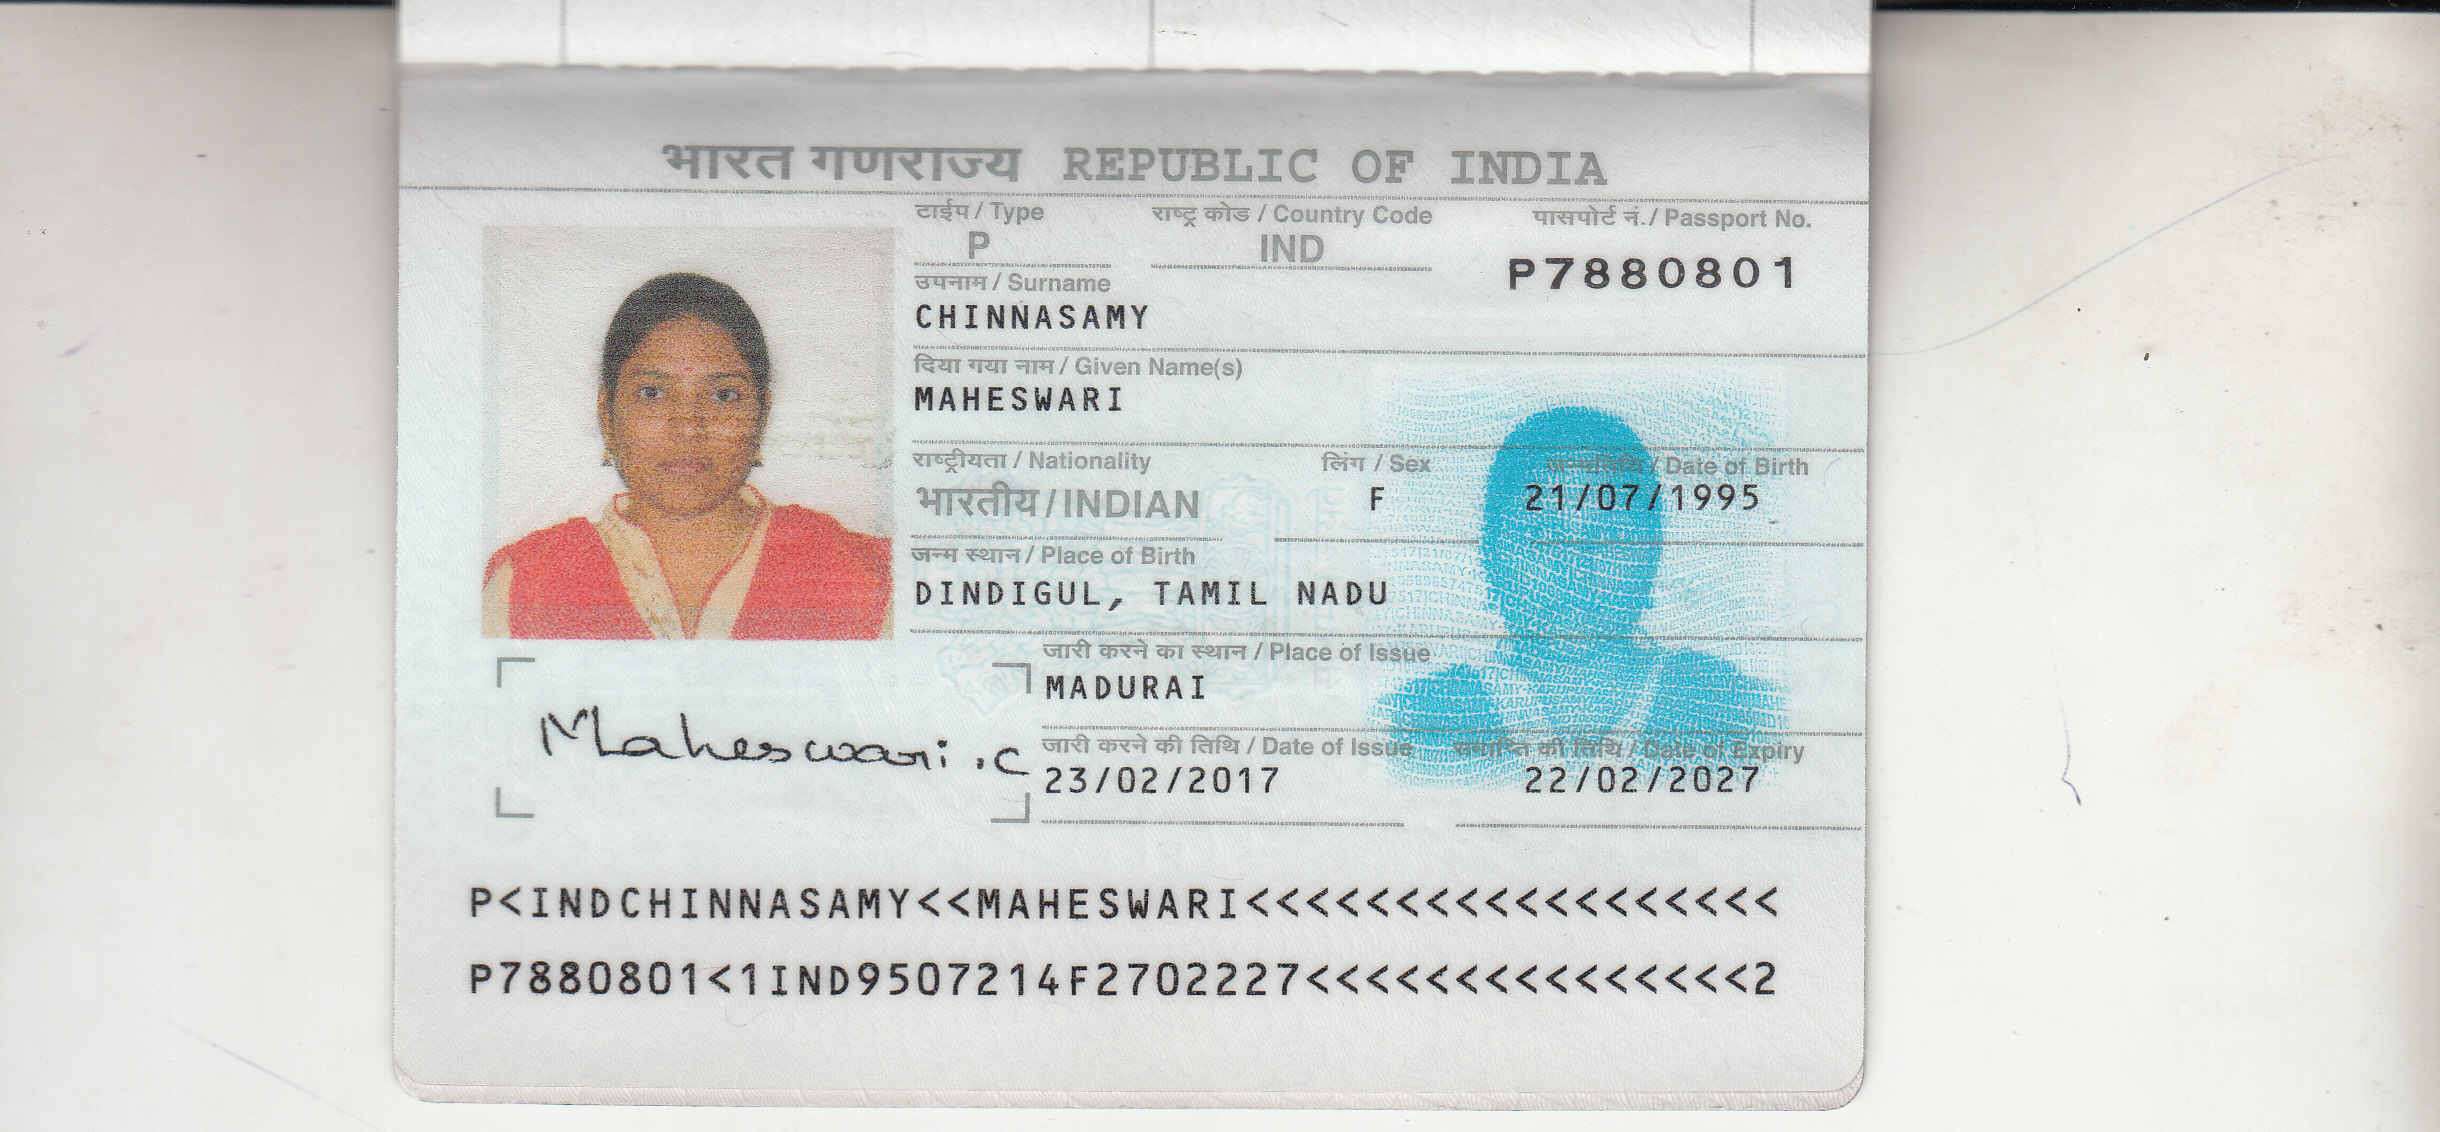 भारत गणराज्य REPUBLIC OF INDIA
टाईप / Type राष्ट्र कोड / Country Code पासपोर्ट नं. / Passport No.
P IND P7880801
उपनाम / Surname
CHINNASAMY
दिया गया नाम / Given Name(s)
MAHESWARI
राष्ट्रीयता / Nationality लिंग / Sex जन्मतिथि / Date of Birth
भारतीय / INDIAN F 21/07/1995
जन्म स्थान / Place of Birth
DINDIGUL, TAMIL NADU
जारी करने का स्थान / Place of Issue
MADURAI
Maheswari .C
जारी करने की तिथि / Date of Issue समाप्ति की तिथि / Date of Expiry
23/02/2017 22/02/2027
P<INDCHINNASAMY<<MAHESWARI<<<<<<<<<<<<<<<<<<
P7880801<1IND9507214F2702227<<<<<<<<<<<<<<<2